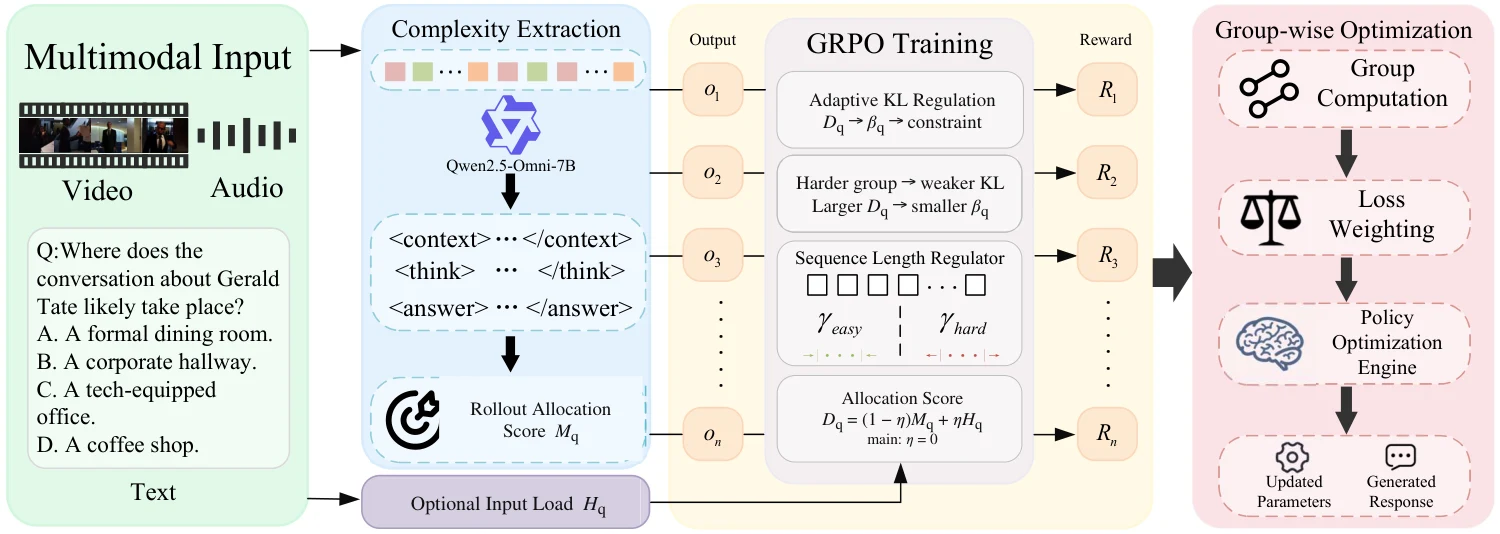 Multimodal Input
Video
Audio
Q:Where does the
conversation about Gerald
Tate likely take place?
A. A formal dining room.
B. A corporate hallway.
C. A tech-equipped
office.
D. A coffee shop.
Text
Complexity Extraction
Qwen2.5-Omni-7B
<context>⋯</context>
<think> ⋯ </think>
<answer>⋯</answer>
Rollout Allocation
Score M_q
Optional Input Load H_q
Output
o_1
o_2
o_3
o_n
GRPO Training
Adaptive KL Regulation
D_q → β_q → constraint
Harder group → weaker KL
Larger D_q → smaller β_q
Sequence Length Regulator
γ_easy
γ_hard
Allocation Score
D_q = (1 − η)M_q + ηH_q
main: η = 0
Reward
R_1
R_2
R_3
R_n
Group-wise Optimization
Group
Computation
Loss
Weighting
Policy
Optimization
Engine
Updated
Parameters
Generated
Response